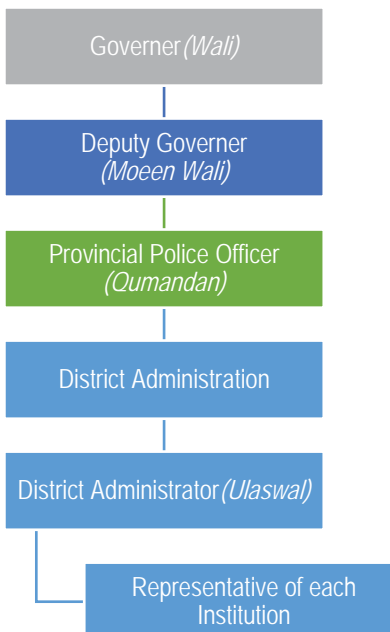 Governer (Wali)
Deputy Governer
(Moeen Wali)
Provincial Police Officer
(Qumandan)
District Administration
District Administrator (Ulaswal)
Representative of each
Institution